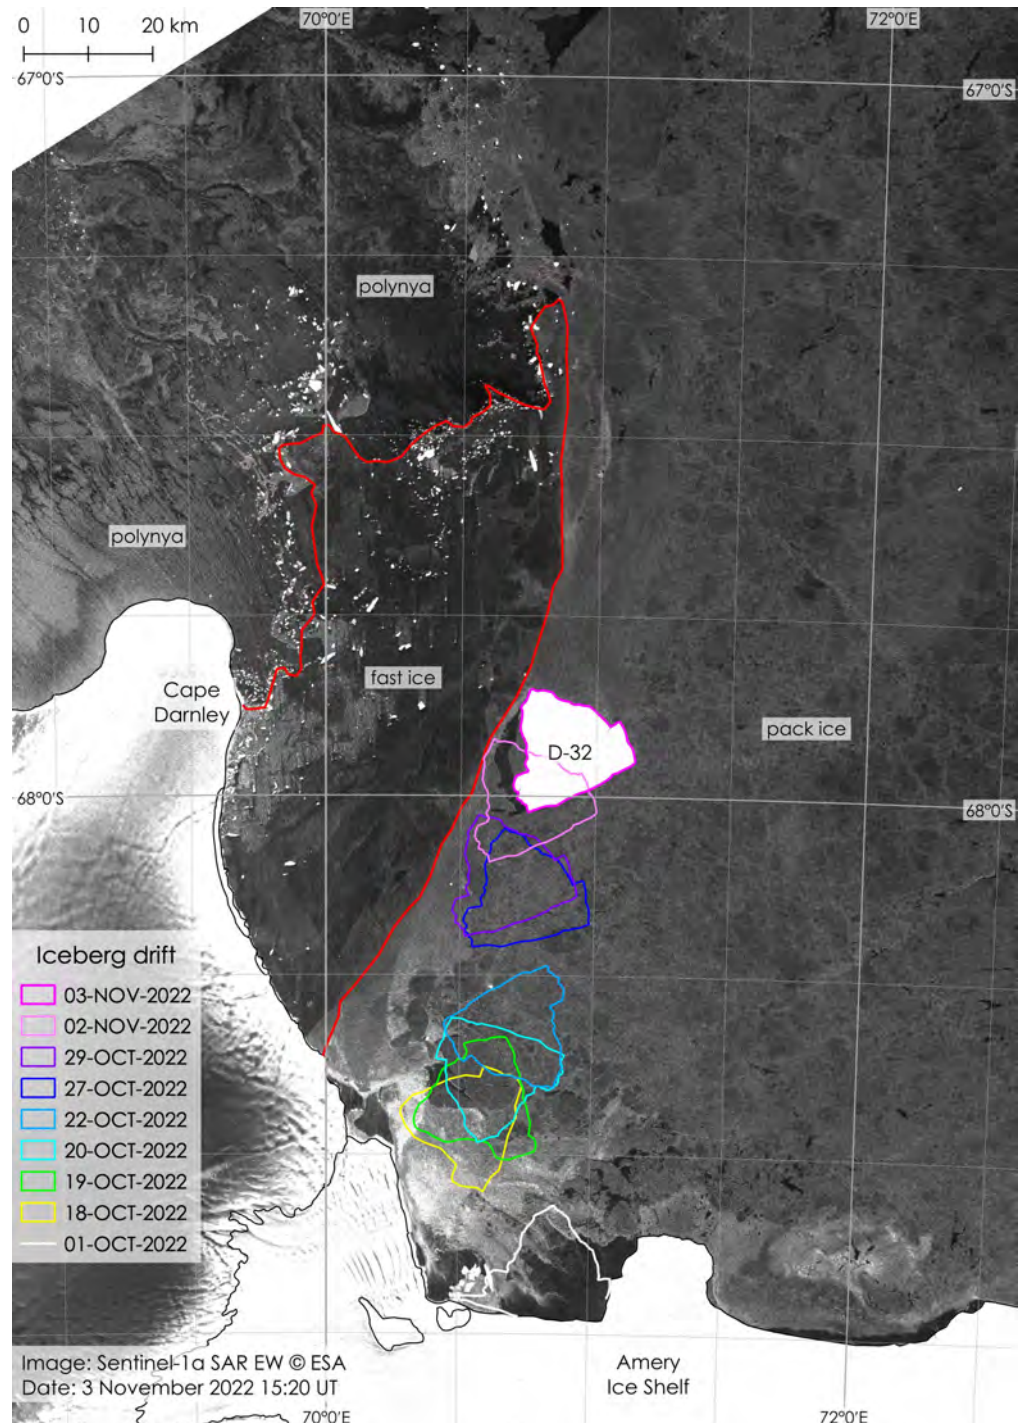 0 10 20 km
70°0'E
72°0'E
67°0'S
67°0'S
polynya
polynya
fast ice
Cape
Darnley
D-32
pack ice
68°0'S
68°0'S
Iceberg drift
03-NOV-2022
02-NOV-2022
29-OCT-2022
27-OCT-2022
22-OCT-2022
20-OCT-2022
19-OCT-2022
18-OCT-2022
01-OCT-2022
Image: Sentinel-1a SAR EW © ESA
Date: 3 November 2022 15:20 UT
Amery
Ice Shelf
70°0'E
72°0'E